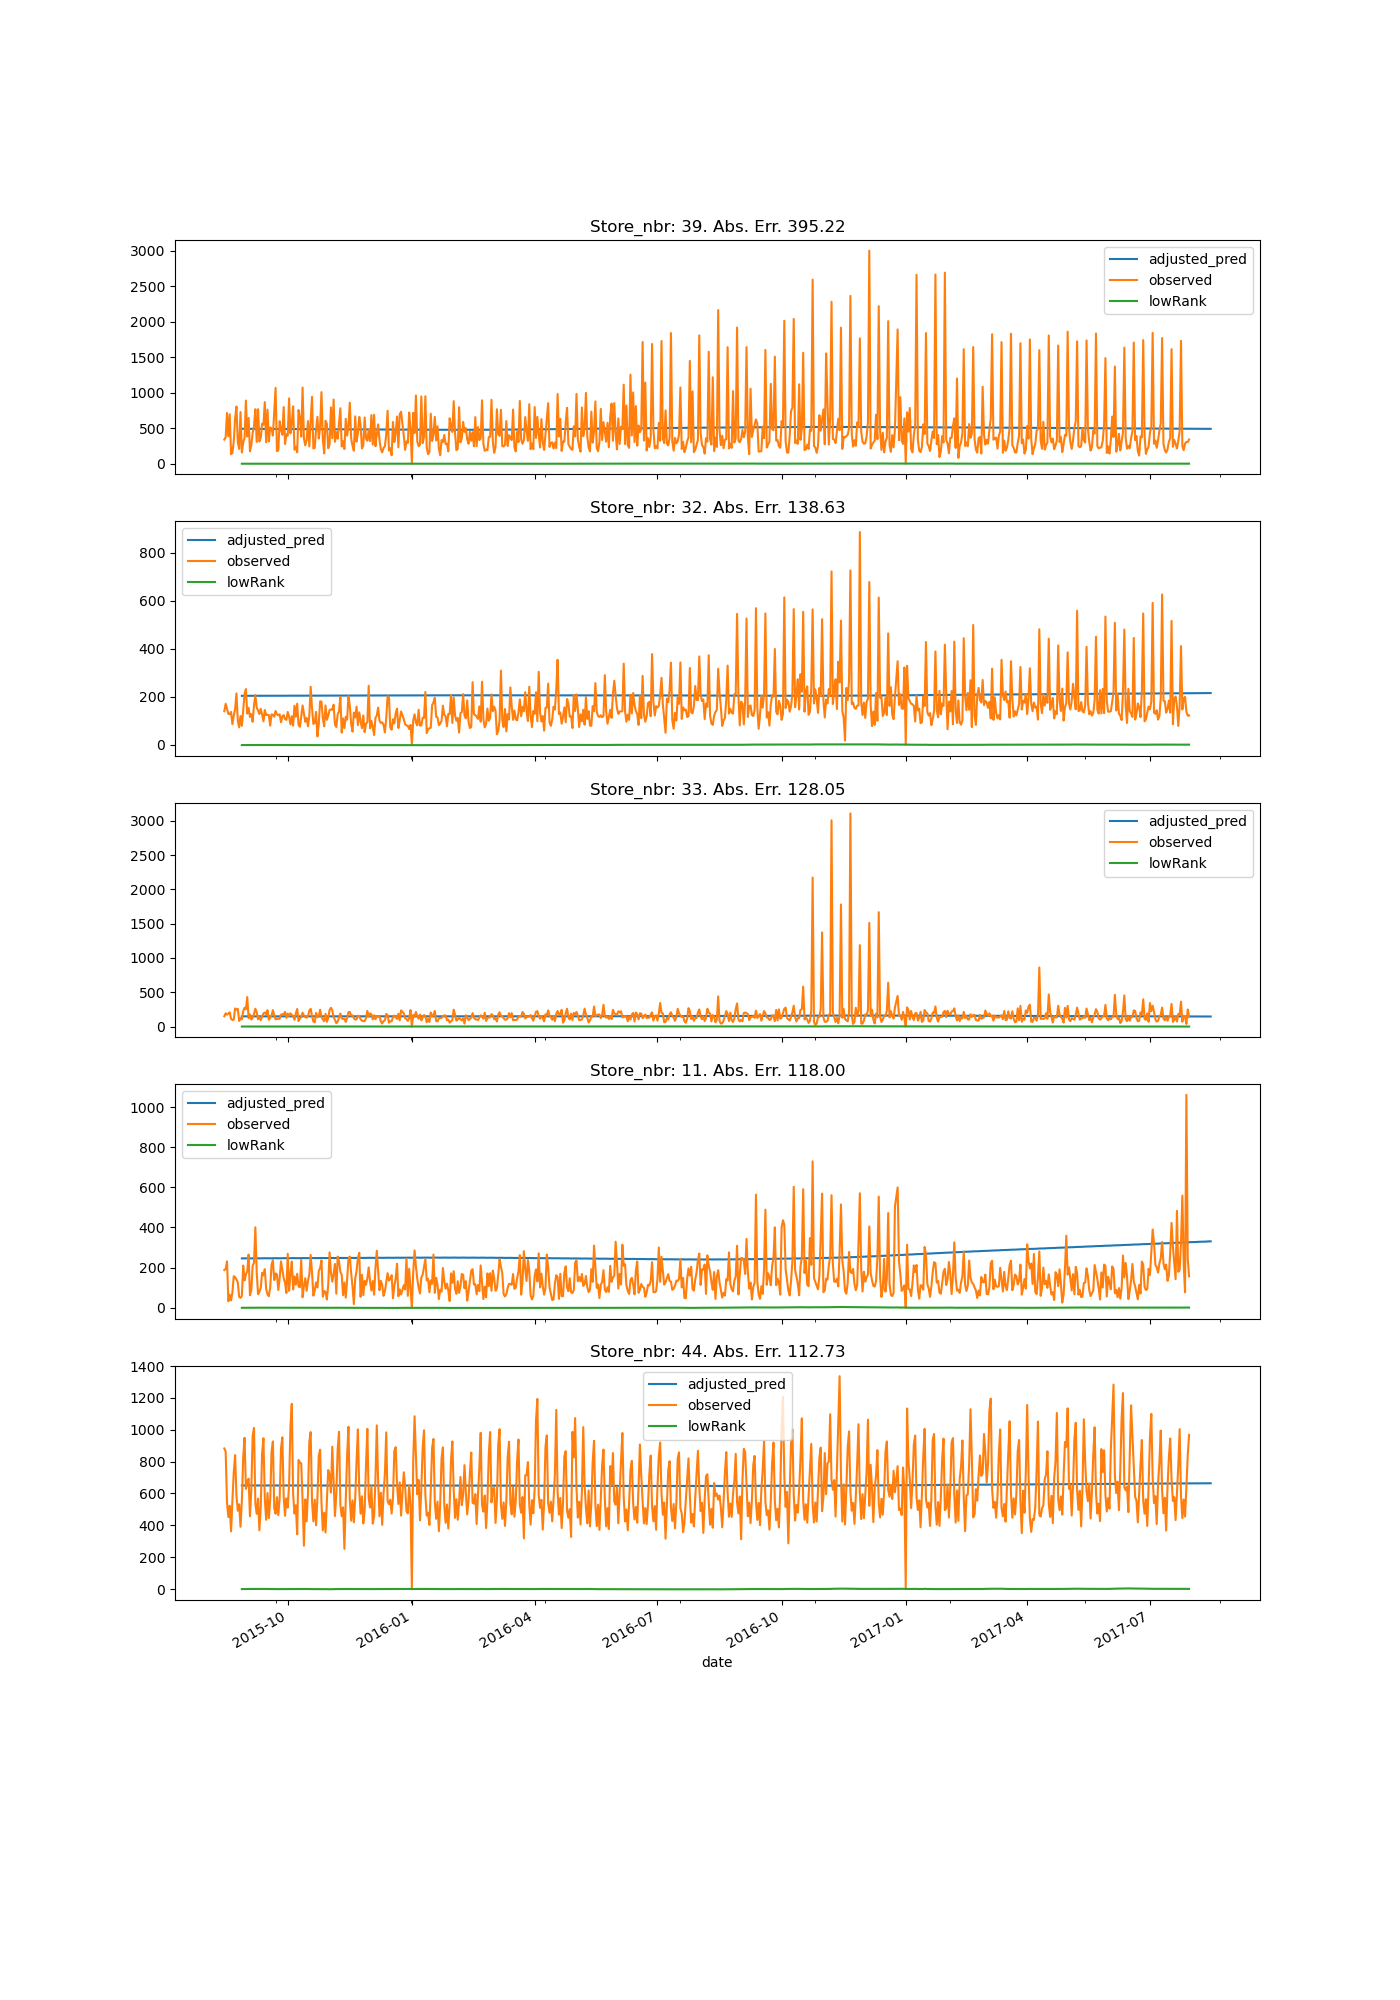 Store_nbr: 39. Abs. Err. 395.22
3000
2500
2000
1500
1000
500
0
adjusted_pred
observed
lowRank
Store_nbr: 32. Abs. Err. 138.63
800
600
400
200
0
adjusted_pred
observed
lowRank
Store_nbr: 33. Abs. Err. 128.05
3000
2500
2000
1500
1000
500
0
adjusted_pred
observed
lowRank
Store_nbr: 11. Abs. Err. 118.00
1000
800
600
400
200
0
adjusted_pred
observed
lowRank
Store_nbr: 44. Abs. Err. 112.73
1400
1200
1000
800
600
400
200
0
adjusted_pred
observed
lowRank
2015-10 2016-01 2016-04 2016-07 2016-10 2017-01 2017-04 2017-07
date